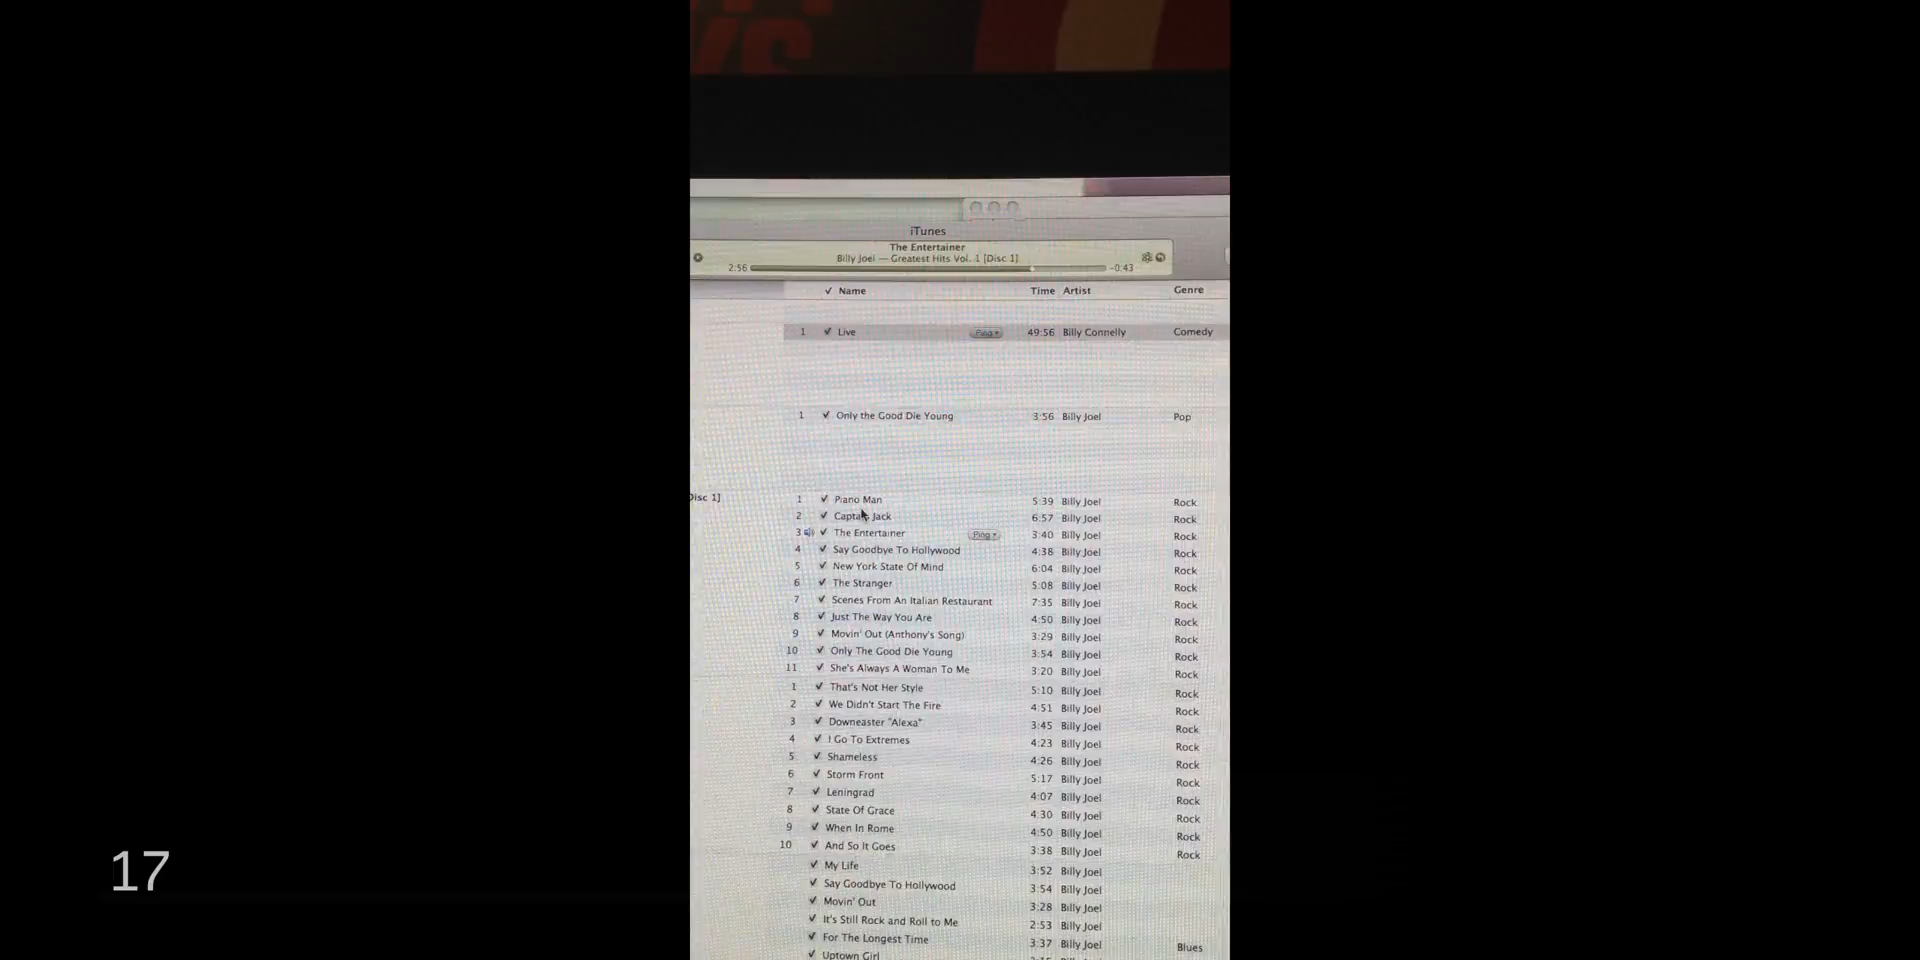 iTunes
The Entertainer
Billy Joel — Greatest Hits Vol. 1 [Disc 1]
2:56 -0:43
✓ Name Time Artist Genre
1 ✓ Live Ping 49:56 Billy Connelly Comedy
1 ✓ Only the Good Die Young 3:56 Billy Joel Pop
Disc 1] 1 ✓ Piano Man 5:39 Billy Joel Rock
2 ✓ Captain Jack 6:57 Billy Joel Rock
3 ✓ The Entertainer Ping 3:40 Billy Joel Rock
4 ✓ Say Goodbye To Hollywood 4:38 Billy Joel Rock
5 ✓ New York State Of Mind 6:04 Billy Joel Rock
6 ✓ The Stranger 5:08 Billy Joel Rock
7 ✓ Scenes From An Italian Restaurant 7:35 Billy Joel Rock
8 ✓ Just The Way You Are 4:50 Billy Joel Rock
9 ✓ Movin' Out (Anthony's Song) 3:29 Billy Joel Rock
10 ✓ Only The Good Die Young 3:54 Billy Joel Rock
11 ✓ She's Always A Woman To Me 3:20 Billy Joel Rock
1 ✓ That's Not Her Style 5:10 Billy Joel Rock
2 ✓ We Didn't Start The Fire 4:51 Billy Joel Rock
3 ✓ Downeaster "Alexa" 3:45 Billy Joel Rock
4 ✓ I Go To Extremes 4:23 Billy Joel Rock
5 ✓ Shameless 4:26 Billy Joel Rock
6 ✓ Storm Front 5:17 Billy Joel Rock
7 ✓ Leningrad 4:07 Billy Joel Rock
8 ✓ State Of Grace 4:30 Billy Joel Rock
9 ✓ When In Rome 4:50 Billy Joel Rock
10 ✓ And So It Goes 3:38 Billy Joel Rock
✓ My Life 3:52 Billy Joel
✓ Say Goodbye To Hollywood 3:54 Billy Joel
✓ Movin' Out 3:28 Billy Joel
✓ It's Still Rock and Roll to Me 2:53 Billy Joel
✓ For The Longest Time 3:37 Billy Joel Blues
✓ Uptown Girl
17